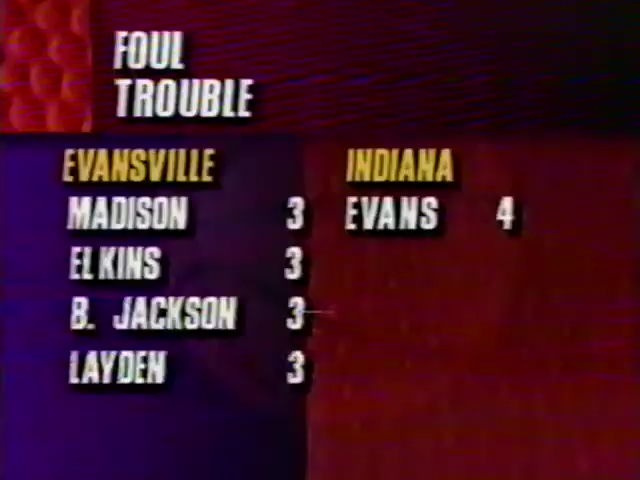 FOUL
TROUBLE
EVANSVILLE INDIANA
MADISON 3 EVANS 4
ELKINS 3
B. JACKSON 3
LAYDEN 3